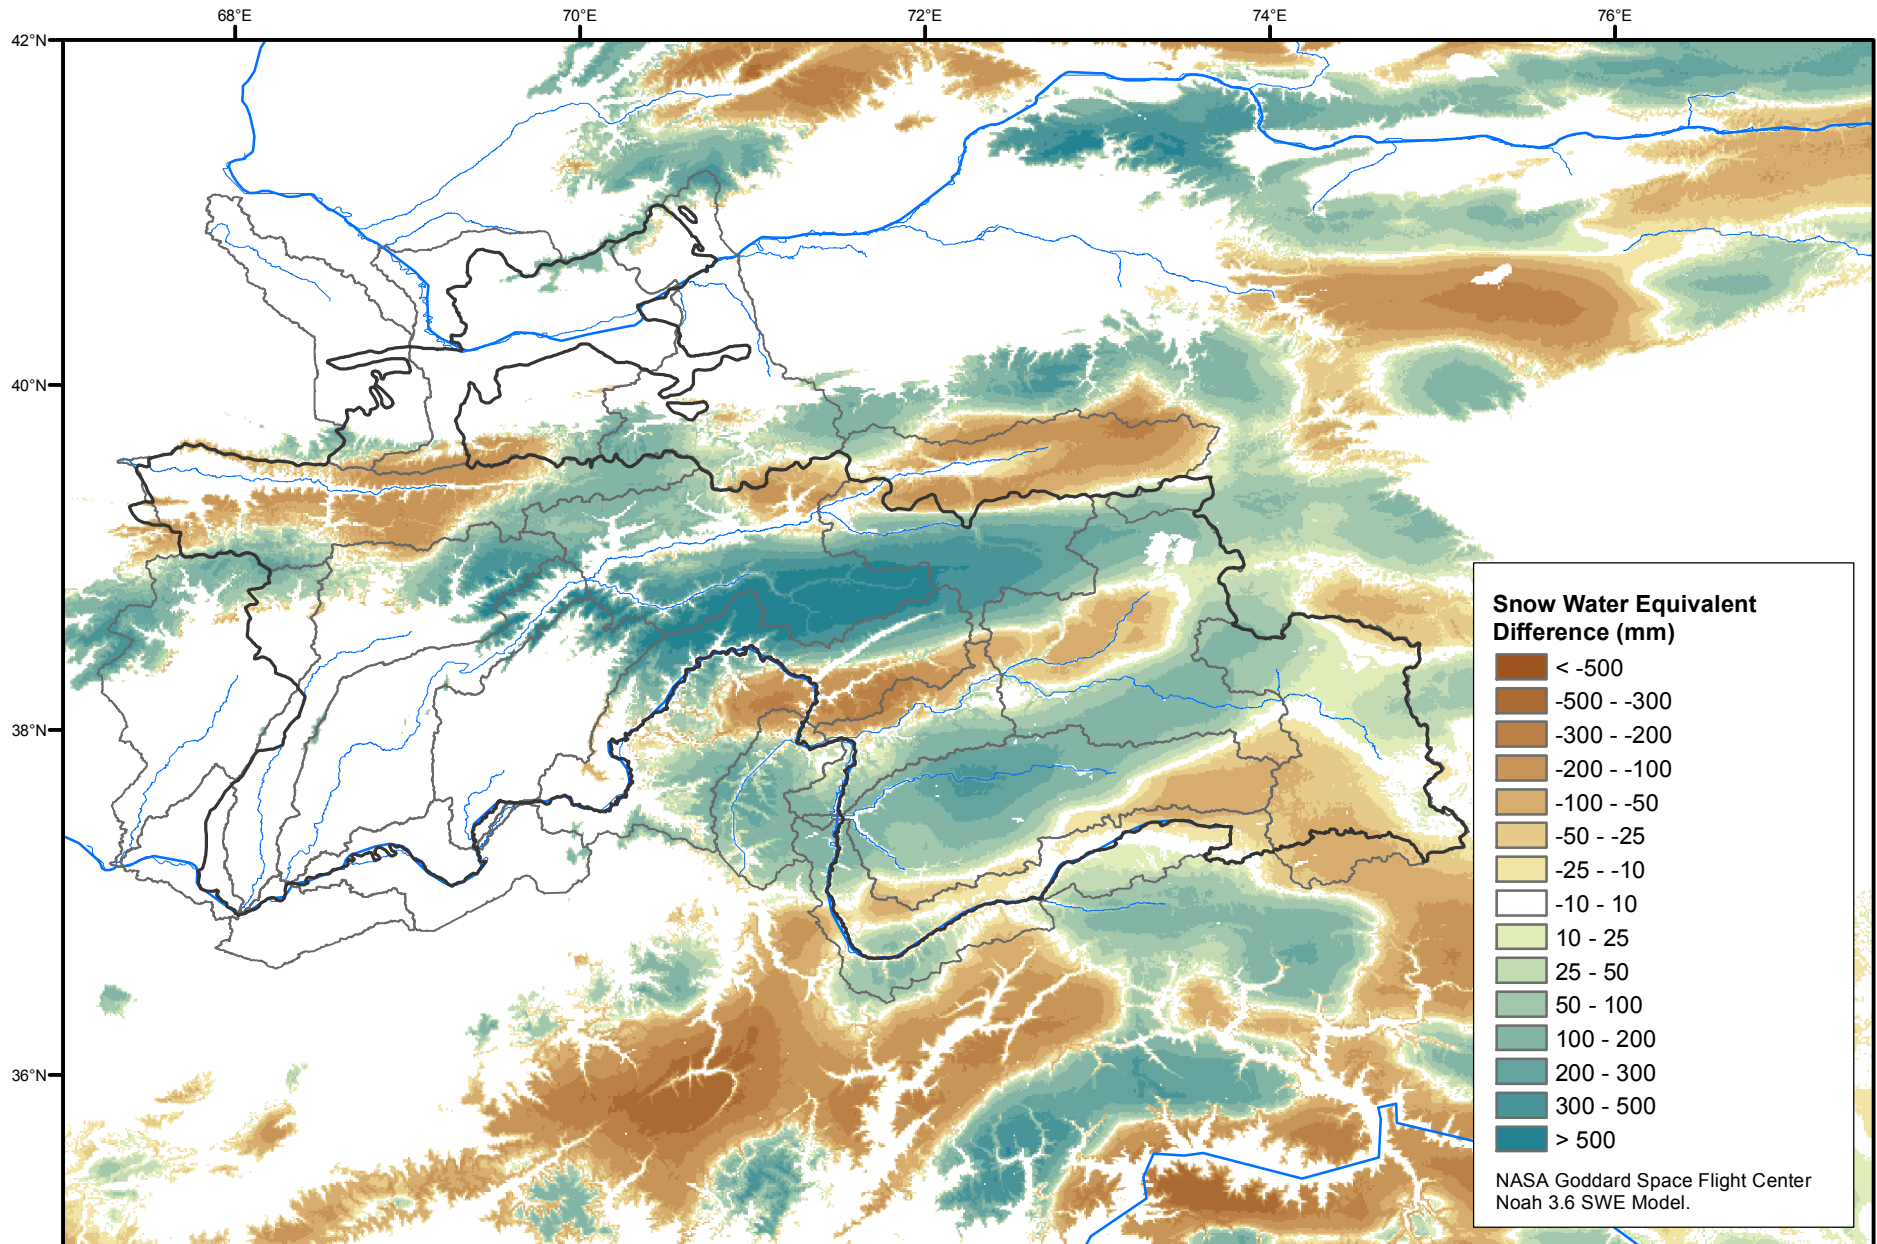 68°E 70°E 72°E 74°E 76°E
42°N
40°N
38°N
36°N
Snow Water Equivalent
Difference (mm)
< -500
-500 - -300
-300 - -200
-200 - -100
-100 - -50
-50 - -25
-25 - -10
-10 - 10
10 - 25
25 - 50
50 - 100
100 - 200
200 - 300
300 - 500
> 500
NASA Goddard Space Flight Center
Noah 3.6 SWE Model.